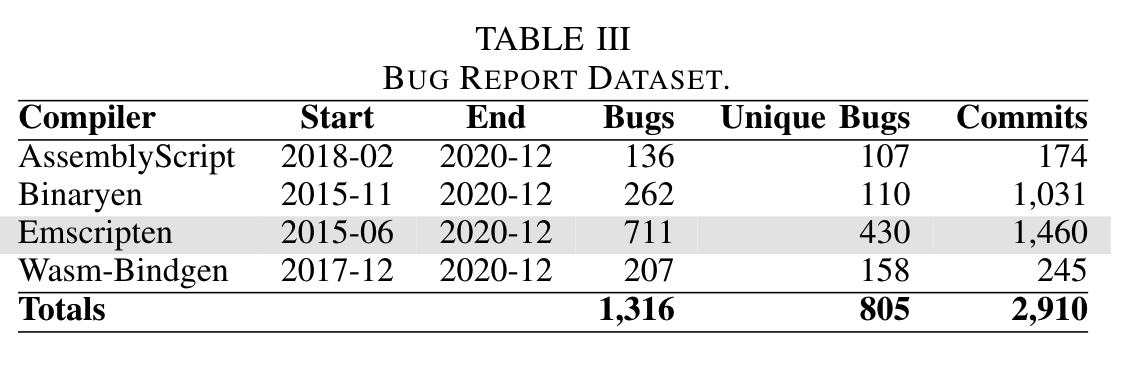 TABLE III
BUG REPORT DATASET.
Compiler Start End Bugs Unique Bugs Commits
AssemblyScript 2018-02 2020-12 136 107 174
Binaryen 2015-11 2020-12 262 110 1,031
Emscripten 2015-06 2020-12 711 430 1,460
Wasm-Bindgen 2017-12 2020-12 207 158 245
Totals 1,316 805 2,910